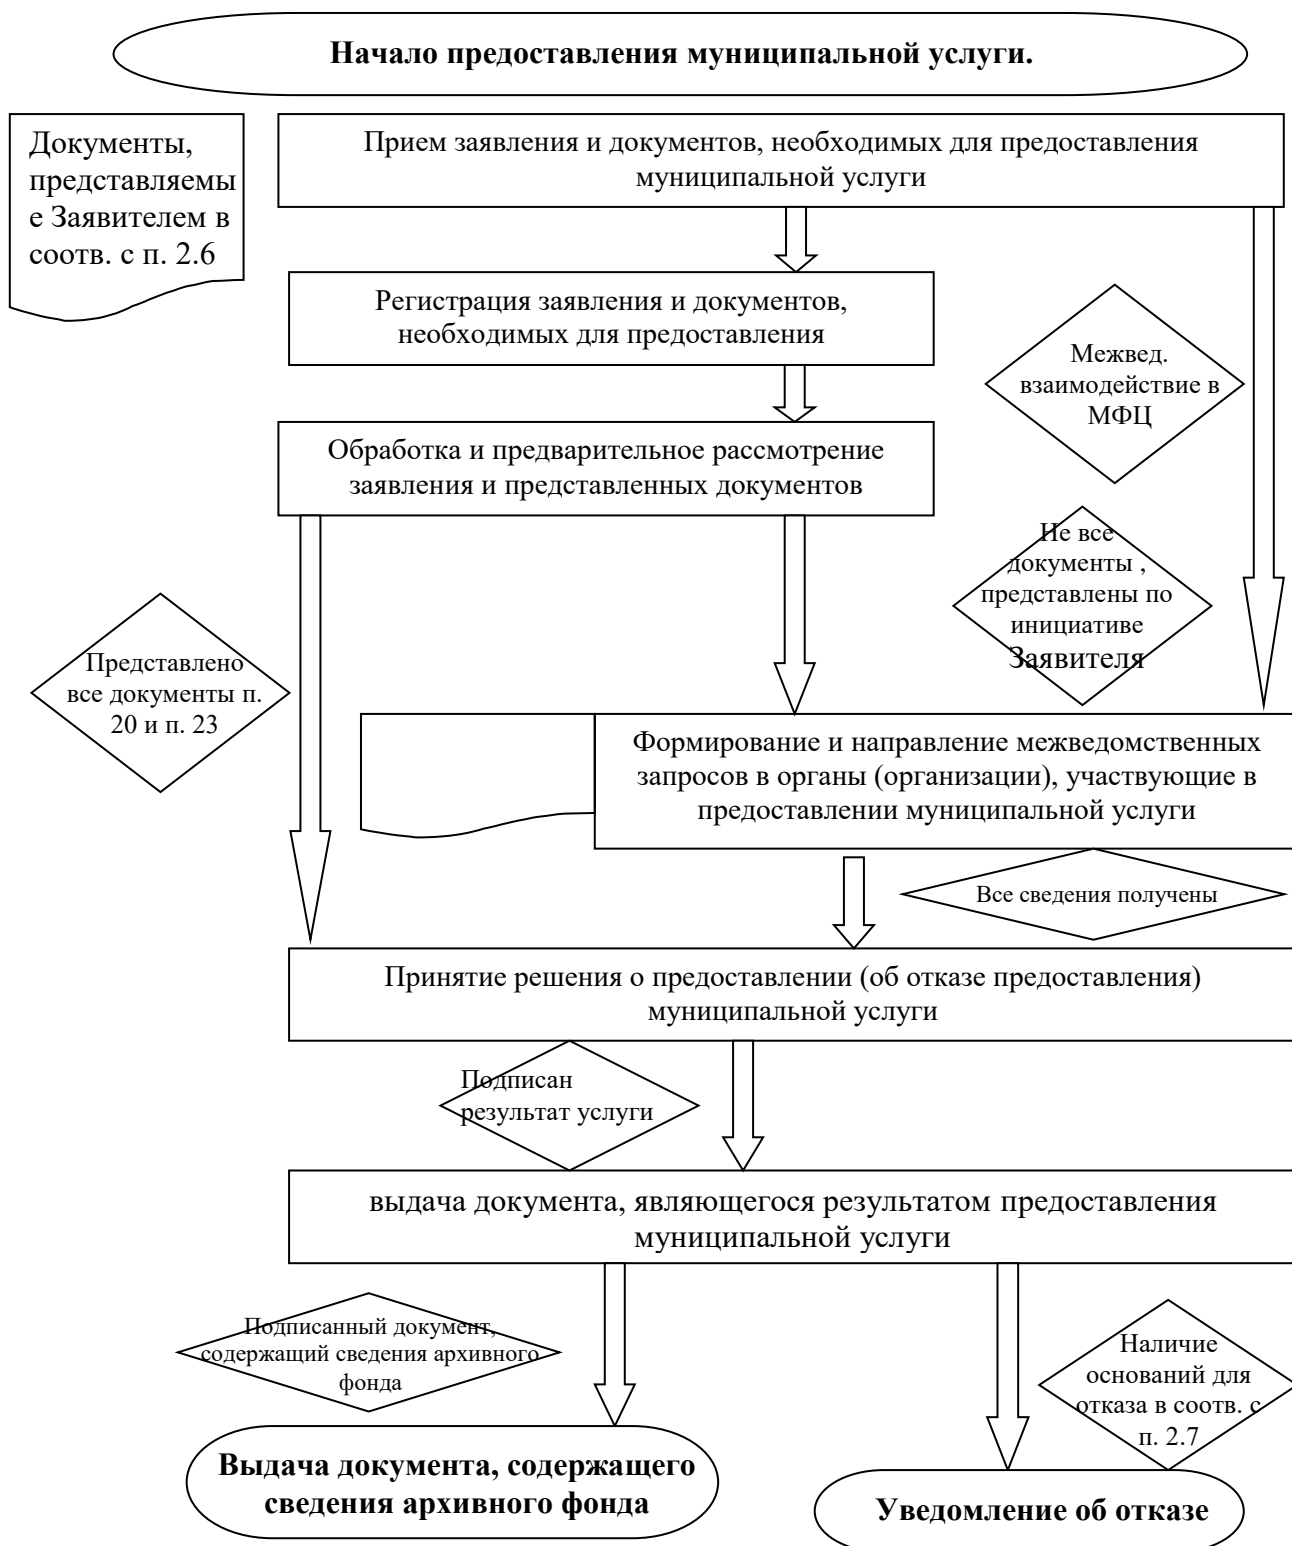 Начало предоставления муниципальной услуги.
Документы,
представляемы
е Заявителем в
соотв. с п. 2.6
Прием заявления и документов, необходимых для предоставления
муниципальной услуги
Регистрация заявления и документов,
необходимых для предоставления
Межвед.
взаимодействие в
МФЦ
Обработка и предварительное рассмотрение
заявления и представленных документов
Не все
документы ,
представлены по
инициативе
Заявителя
Представлено
все документы п.
20 и п. 23
Формирование и направление межведомственных
запросов в органы (организации), участвующие в
предоставлении муниципальной услуги
Все сведения получены
Принятие решения о предоставлении (об отказе предоставления)
муниципальной услуги
Подписан
результат услуги
выдача документа, являющегося результатом предоставления
муниципальной услуги
Подписанный документ,
содержащий сведения архивного
фонда
Наличие
оснований для
отказа в соотв. с
п. 2.7
Выдача документа, содержащего
сведения архивного фонда
Уведомление об отказе